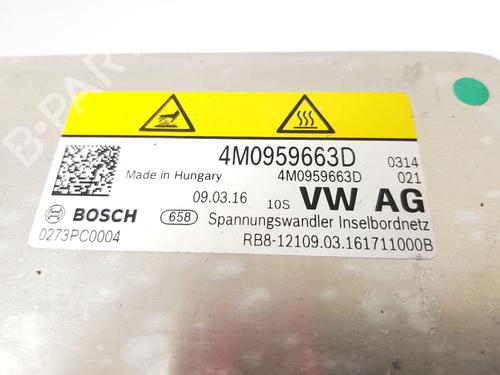 4M0959663D 0314
Made in Hungary 4M0959663D 021
09.03.16 10S VW AG
BOSCH 658 Spannungswandler Inselbordnetz
0273PC0004 RB8-12109.03.161711000B
B-PARTS